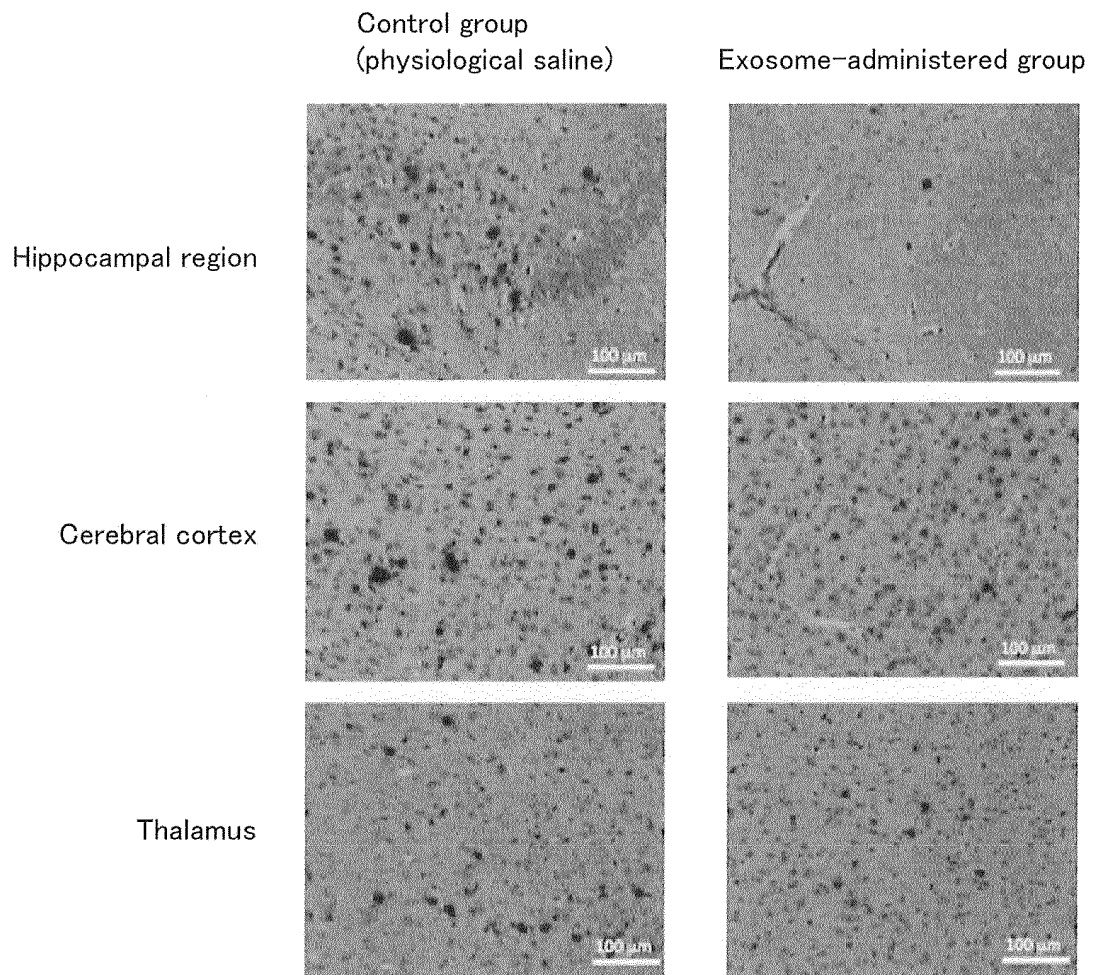 Control group
(physiological saline)
Exosome-administered group
Hippocampal region
100 μm
100 μm
Cerebral cortex
100 μm
100 μm
Thalamus
100 μm
100 μm